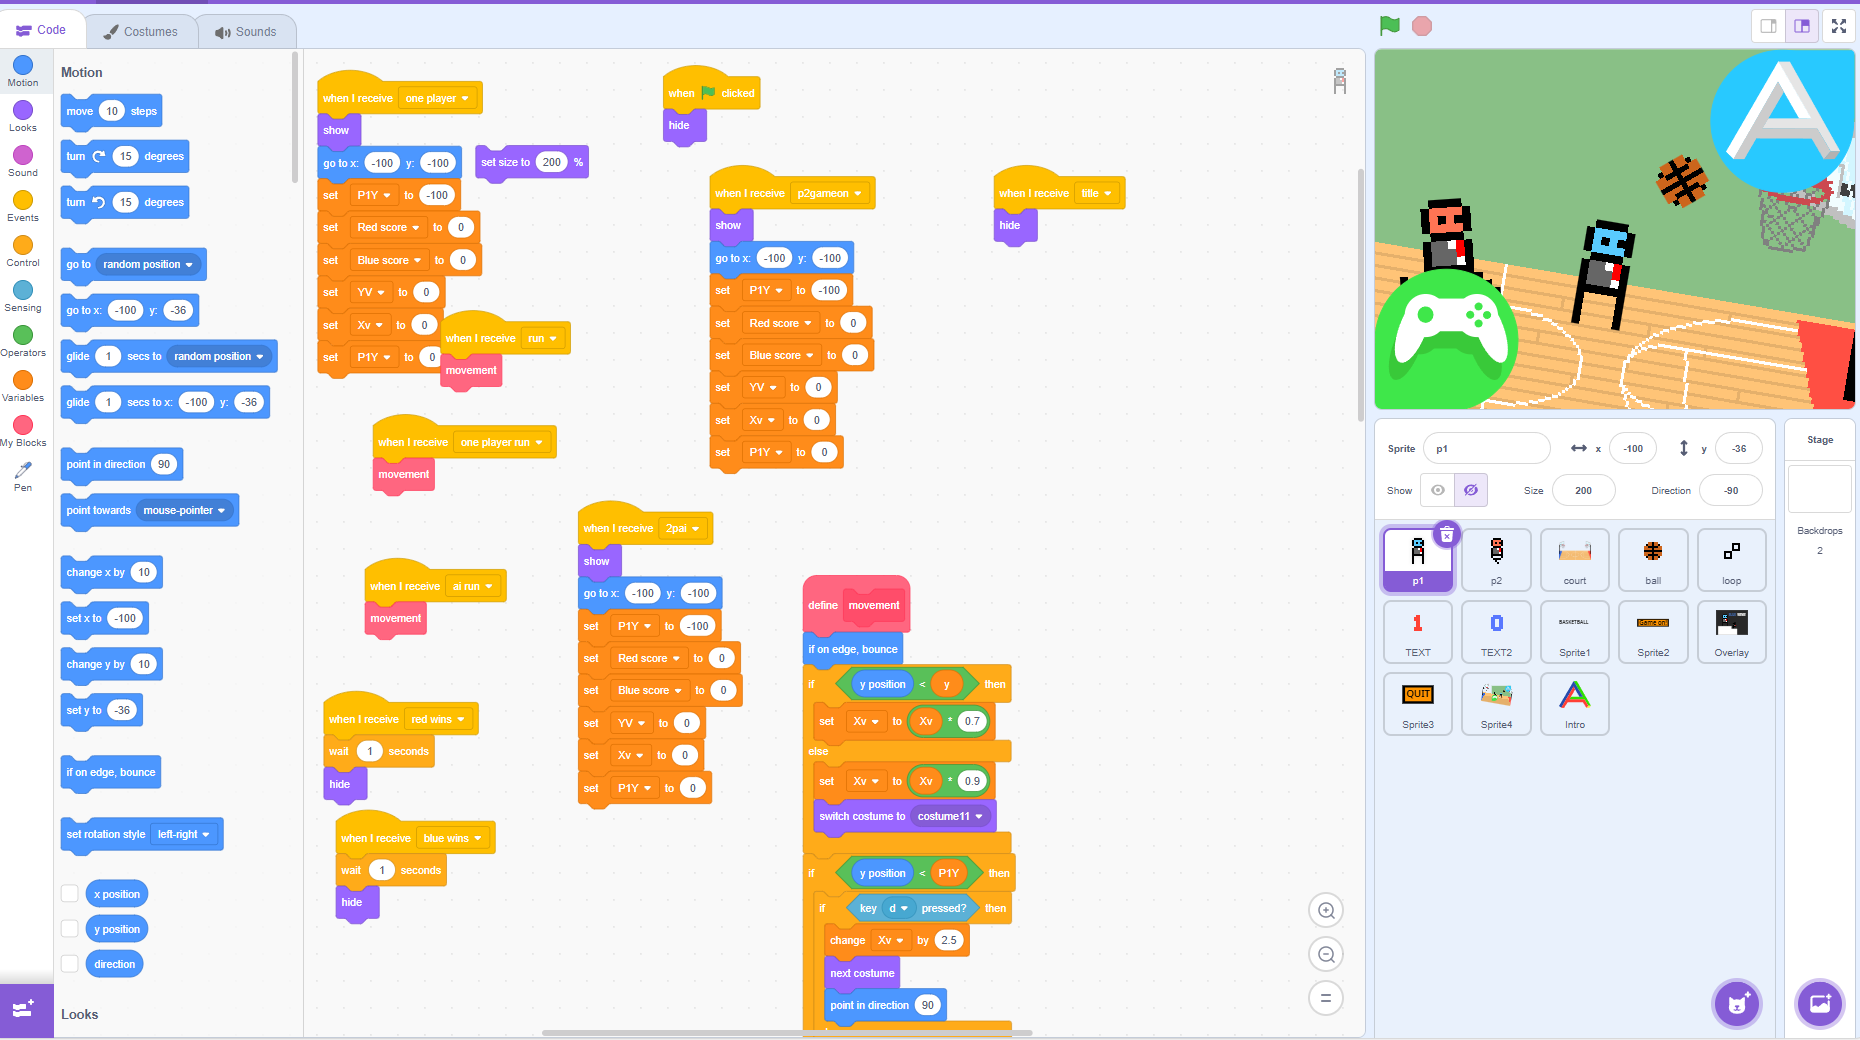 Code
Costumes
Sounds
Motion
Looks
Sound
Events
Control
Sensing
Operators
Variables
My Blocks
Pen
Motion
move 10 steps
turn 15 degrees
turn 15 degrees
go to random position
go to x: -100 y: -36
glide 1 secs to random position
glide 1 secs to x: -100 y: -36
point in direction 90
point towards mouse-pointer
change x by 10
set x to -100
change y by 10
set y to -36
if on edge, bounce
set rotation style left-right
x position
y position
direction
Looks
when I receive one player
show
go to x: -100 y: -100
set P1Y to -100
set Red score to 0
set Blue score to 0
set YV to 0
set Xv to 0
set P1Y to 0
set size to 200 %
when I receive run
movement
when I receive one player run
movement
when I receive ai run
movement
when I receive red wins
wait 1 seconds
hide
when I receive blue wins
wait 1 seconds
hide
when clicked
hide
when I receive p2gameon
show
go to x: -100 y: -100
set P1Y to -100
set Red score to 0
set Blue score to 0
set YV to 0
set Xv to 0
set P1Y to 0
when I receive title
hide
when I receive 2pai
show
go to x: -100 y: -100
set P1Y to -100
set Red score to 0
set Blue score to 0
set YV to 0
set Xv to 0
set P1Y to 0
define movement
if on edge, bounce
if y position < y then
set Xv to Xv * 0.7
else
set Xv to Xv * 0.9
switch costume to costume11
if y position < P1Y then
if key d pressed? then
change Xv by 2.5
next costume
point in direction 90
A
Sprite p1 x -100 y -36
Show Size 200 Direction -90
Stage
Backdrops
2
p1
p2
court
ball
loop
1
TEXT
0
TEXT2
BASKETBALL
Sprite1
Game on!
Sprite2
Overlay
QUIT
Sprite3
Sprite4
Intro